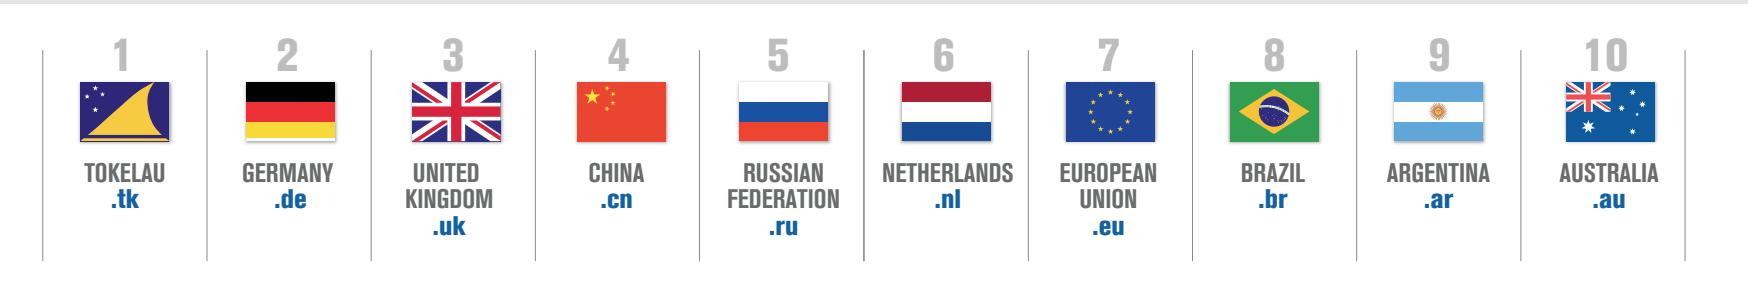 1
TOKELAU
.tk
2
GERMANY
.de
3
UNITED
KINGDOM
.uk
4
CHINA
.cn
5
RUSSIAN
FEDERATION
.ru
6
NETHERLANDS
.nl
7
EUROPEAN
UNION
.eu
8
BRAZIL
.br
9
ARGENTINA
.ar
10
AUSTRALIA
.au